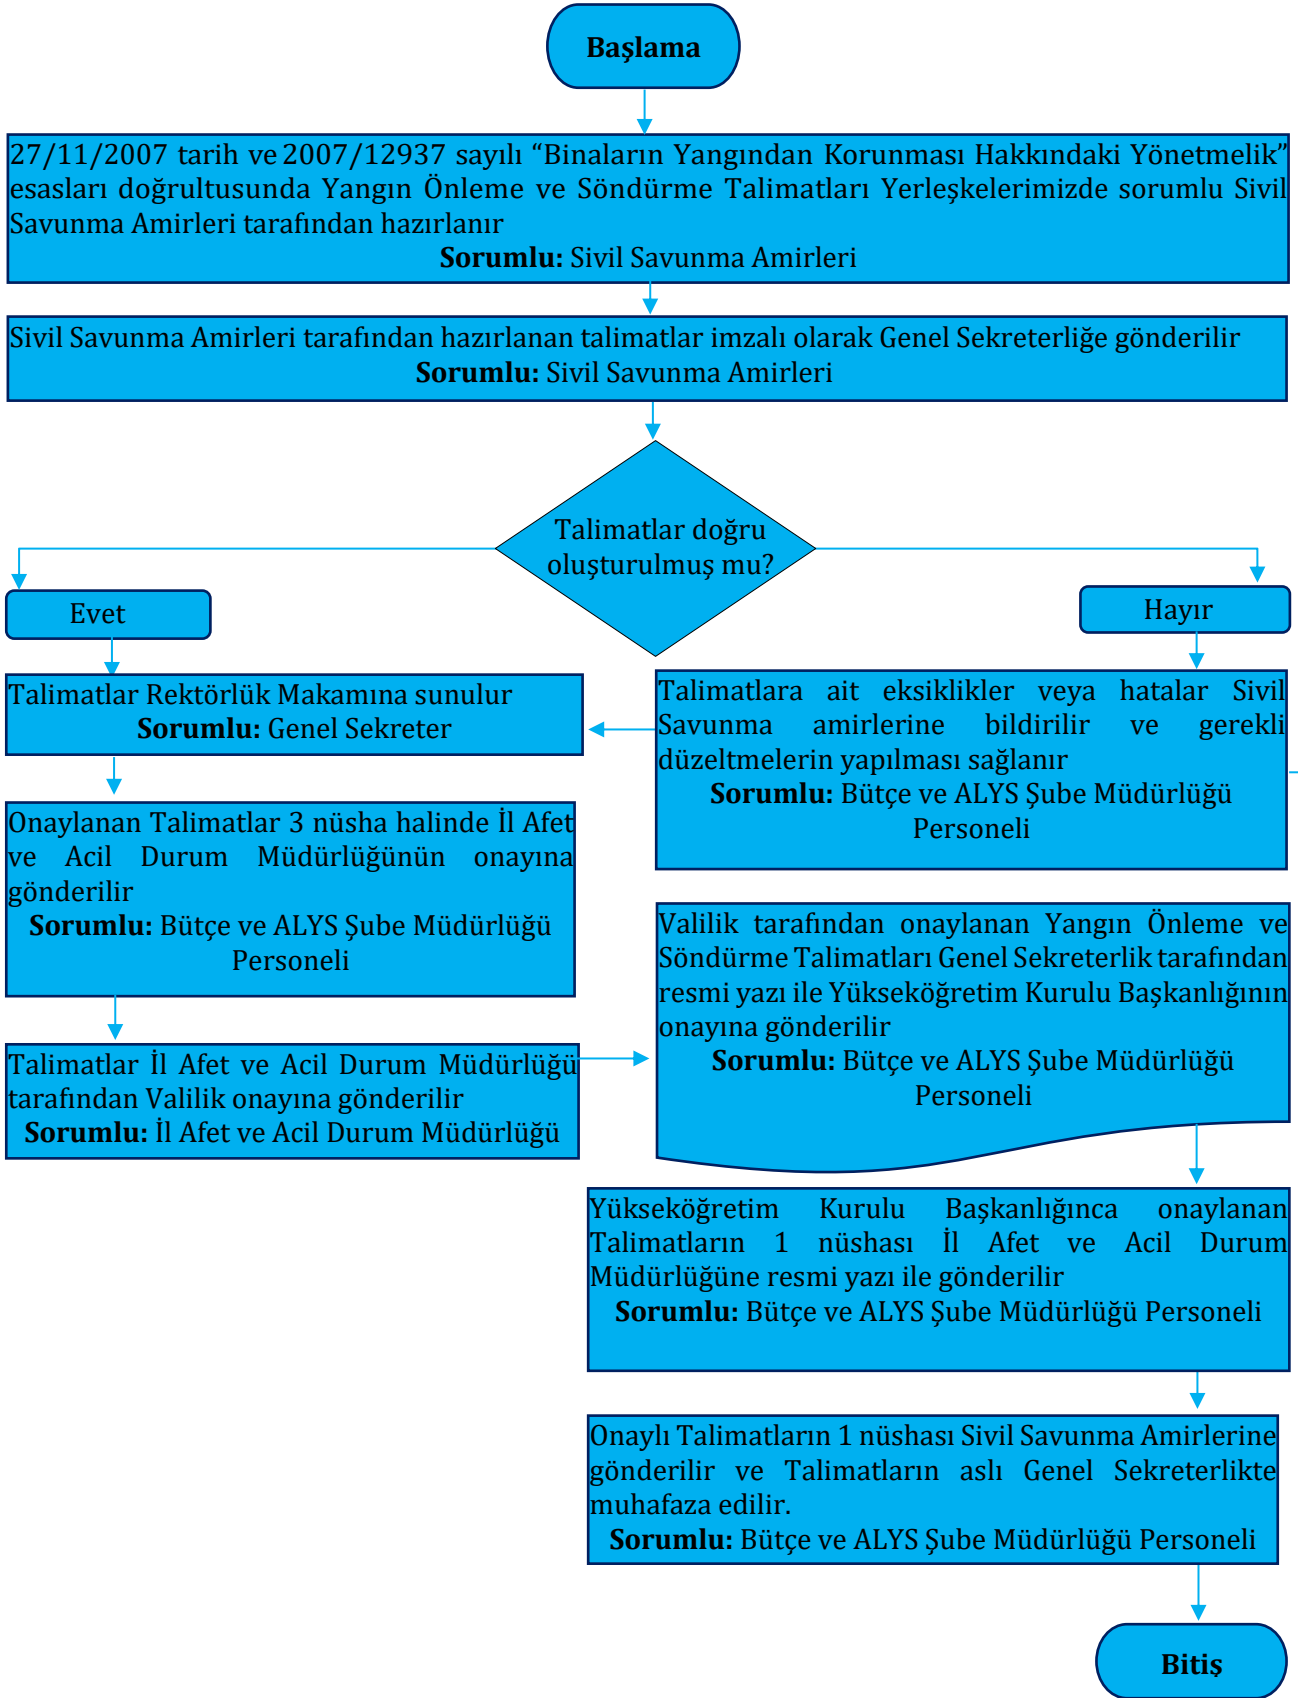 Başlama
27/11/2007 tarih ve 2007/12937 sayılı “Binaların Yangından Korunması Hakkındaki Yönetmelik”
esasları doğrultusunda Yangın Önleme ve Söndürme Talimatları Yerleşkelerimizde sorumlu Sivil
Savunma Amirleri tarafından hazırlanır
Sorumlu: Sivil Savunma Amirleri
Sivil Savunma Amirleri tarafından hazırlanan talimatlar imzalı olarak Genel Sekreterliğe gönderilir
Sorumlu: Sivil Savunma Amirleri
Talimatlar doğru
oluşturulmuş mu?
Evet
Hayır
Talimatlar Rektörlük Makamına sunulur
Sorumlu: Genel Sekreter
Talimatlara ait eksiklikler veya hatalar Sivil
Savunma amirlerine bildirilir ve gerekli
düzeltmelerin yapılması sağlanır
Sorumlu: Bütçe ve ALYS Şube Müdürlüğü
Personeli
Onaylanan Talimatlar 3 nüsha halinde İl Afet
ve Acil Durum Müdürlüğünün onayına
gönderilir
Sorumlu: Bütçe ve ALYS Şube Müdürlüğü
Personeli
Talimatlar İl Afet ve Acil Durum Müdürlüğü
tarafından Valilik onayına gönderilir
Sorumlu: İl Afet ve Acil Durum Müdürlüğü
Valilik tarafından onaylanan Yangın Önleme ve
Söndürme Talimatları Genel Sekreterlik tarafından
resmi yazı ile Yükseköğretim Kurulu Başkanlığının
onayına gönderilir
Sorumlu: Bütçe ve ALYS Şube Müdürlüğü
Personeli
Yükseköğretim Kurulu Başkanlığınca onaylanan
Talimatların 1 nüshası İl Afet ve Acil Durum
Müdürlüğüne resmi yazı ile gönderilir
Sorumlu: Bütçe ve ALYS Şube Müdürlüğü Personeli
Onaylı Talimatların 1 nüshası Sivil Savunma Amirlerine
gönderilir ve Talimatların aslı Genel Sekreterlikte
muhafaza edilir.
Sorumlu: Bütçe ve ALYS Şube Müdürlüğü Personeli
Bitiş